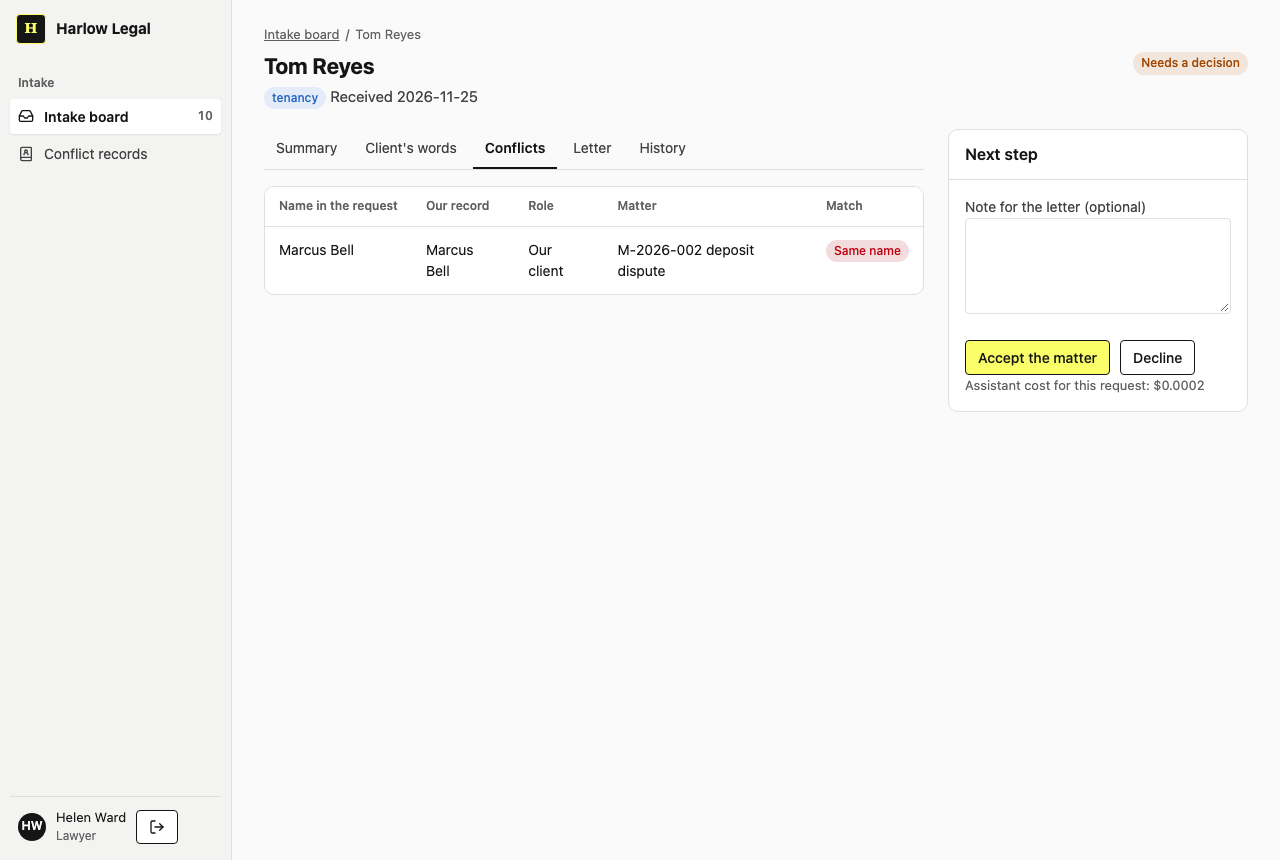 H
Harlow Legal
Intake
Intake board 10
Conflict records
HW
Helen Ward
Lawyer
Intake board / Tom Reyes
Tom Reyes
Needs a decision
tenancy Received 2026-11-25
Summary Client's words Conflicts Letter History
Name in the request Our record Role Matter Match
Marcus Bell Marcus Our M-2026-002 deposit Same name
Bell client dispute
Next step
Note for the letter (optional)
Accept the matter Decline
Assistant cost for this request: $0.0002